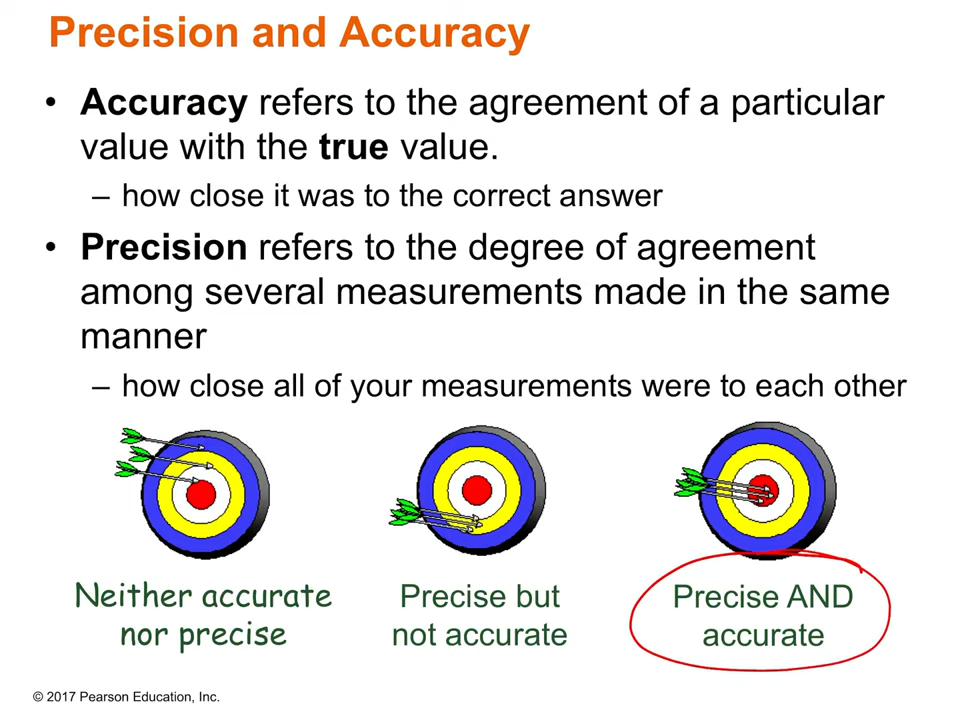 Precision and Accuracy
• Accuracy refers to the agreement of a particular
value with the true value.
– how close it was to the correct answer
• Precision refers to the degree of agreement
among several measurements made in the same
manner
– how close all of your measurements were to each other
Neither accurate
nor precise
Precise but
not accurate
Precise AND
accurate
© 2017 Pearson Education, Inc.